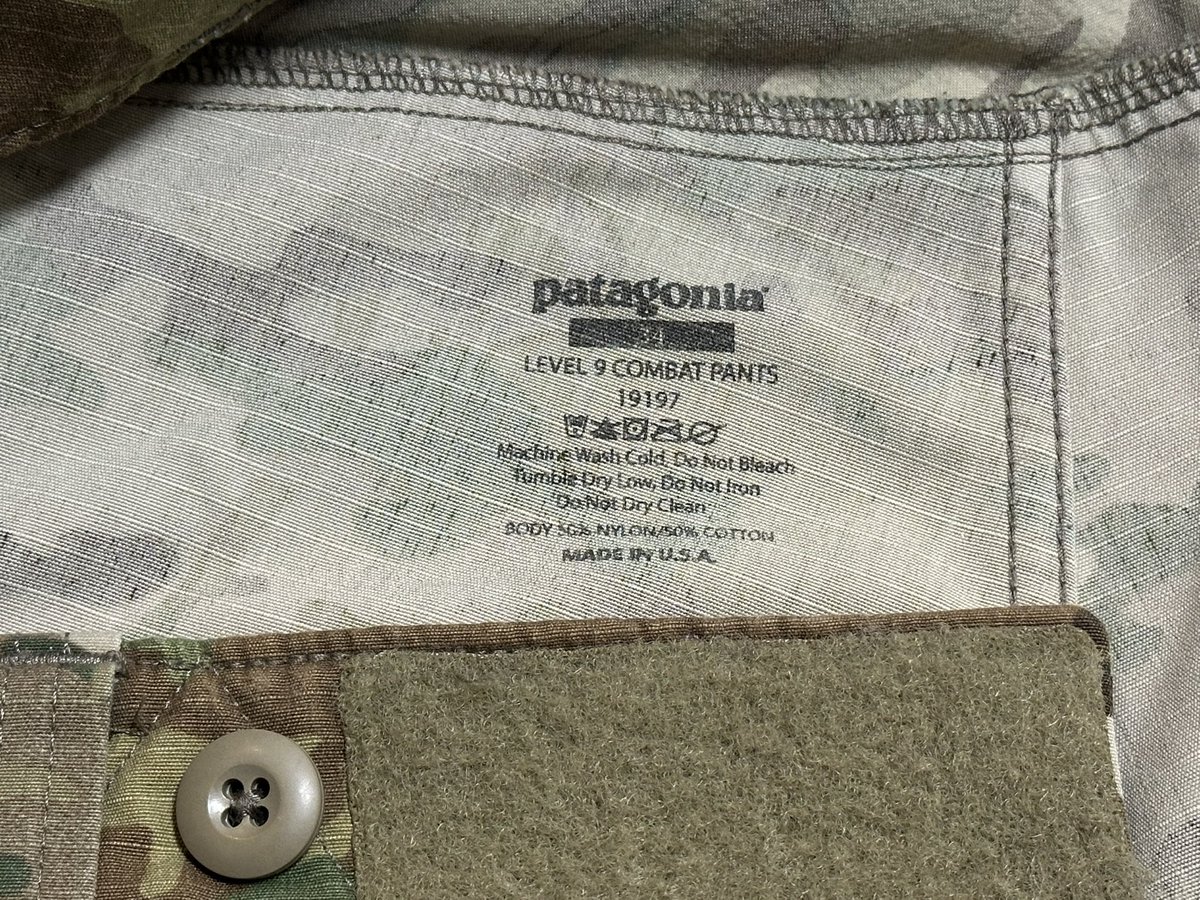 patagonia®
LEVEL 9 COMBAT PANTS
19197
Machine Wash Cold, Do Not Bleach
Tumble Dry Low, Do Not Iron
Do Not Dry Clean
BODY 50% NYLON/50% COTTON
MADE IN U.S.A.